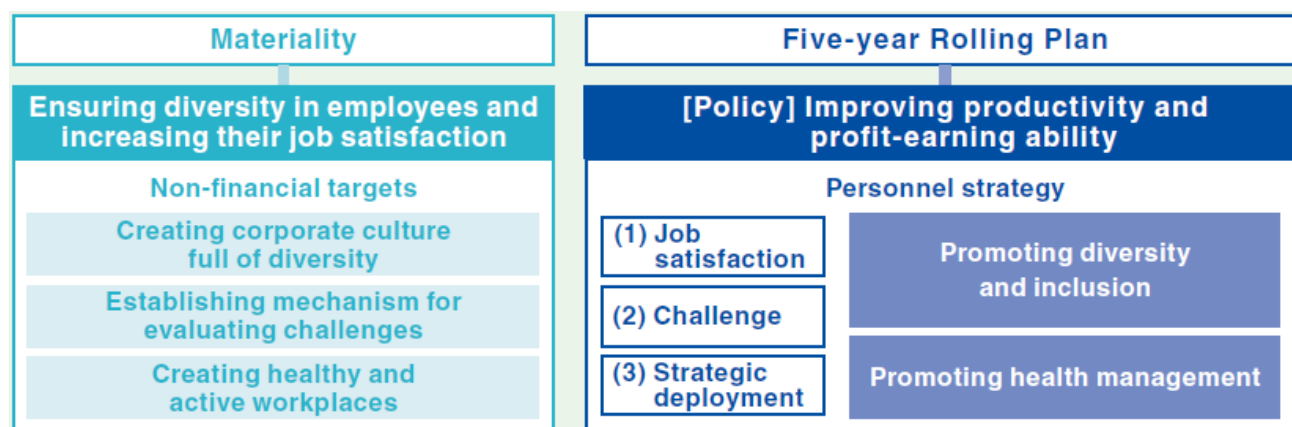 Materiality
Ensuring diversity in employees and
increasing their job satisfaction
Non-financial targets
Creating corporate culture
full of diversity
Establishing mechanism for
evaluating challenges
Creating healthy and
active workplaces
Five-year Rolling Plan
[Policy] Improving productivity and
profit-earning ability
Personnel strategy
(1) Job
satisfaction
(2) Challenge
(3) Strategic
deployment
Promoting diversity
and inclusion
Promoting health management